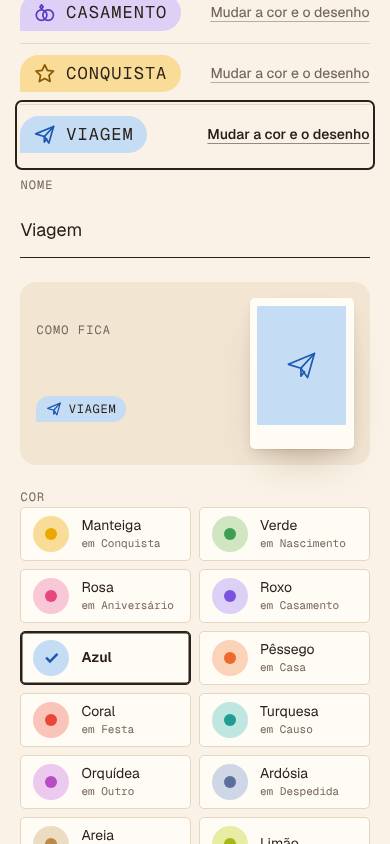 CASAMENTO Mudar a cor e o desenho
CONQUISTA Mudar a cor e o desenho
VIAGEM Mudar a cor e o desenho
NOME
Viagem
COMO FICA
VIAGEM
COR
Manteiga
em Conquista
Verde
em Nascimento
Rosa
em Aniversário
Roxo
em Casamento
Azul
Pêssego
em Casa
Coral
em Festa
Turquesa
em Causo
Orquídea
em Outro
Ardósia
em Despedida
Areia
Limão